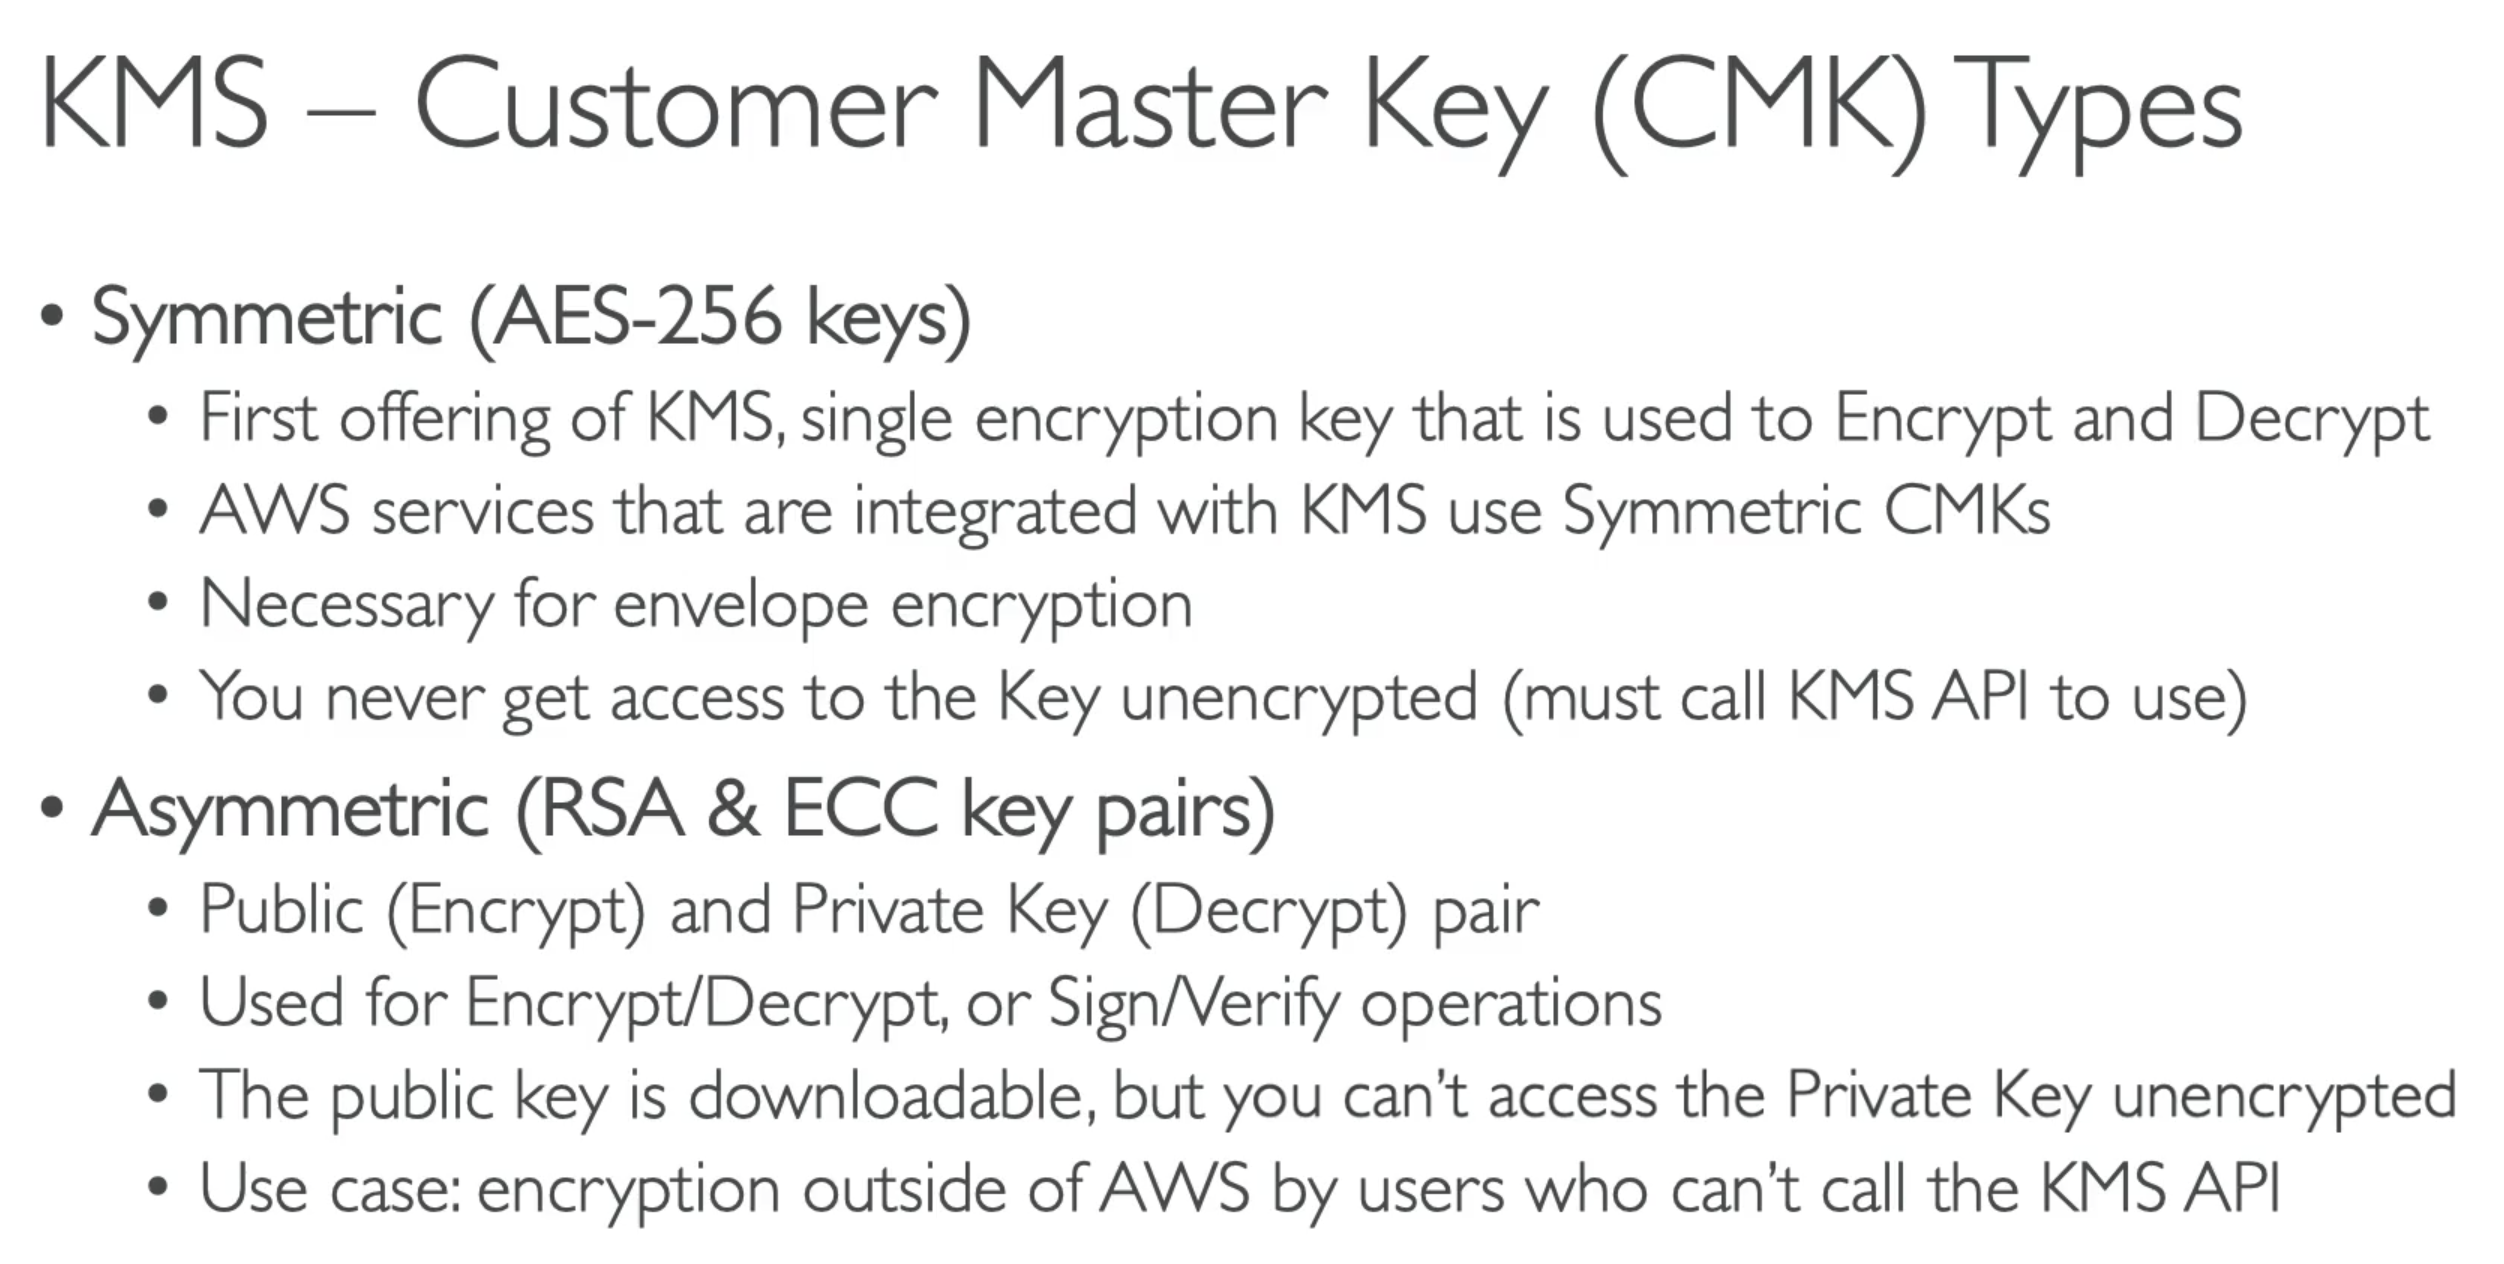 KMS – Customer Master Key (CMK) Types
• Symmetric (AES-256 keys)
• First offering of KMS, single encryption key that is used to Encrypt and Decrypt
• AWS services that are integrated with KMS use Symmetric CMKs
• Necessary for envelope encryption
• You never get access to the Key unencrypted (must call KMS API to use)
• Asymmetric (RSA & ECC key pairs)
• Public (Encrypt) and Private Key (Decrypt) pair
• Used for Encrypt/Decrypt, or Sign/Verify operations
• The public key is downloadable, but you can’t access the Private Key unencrypted
• Use case: encryption outside of AWS by users who can’t call the KMS API